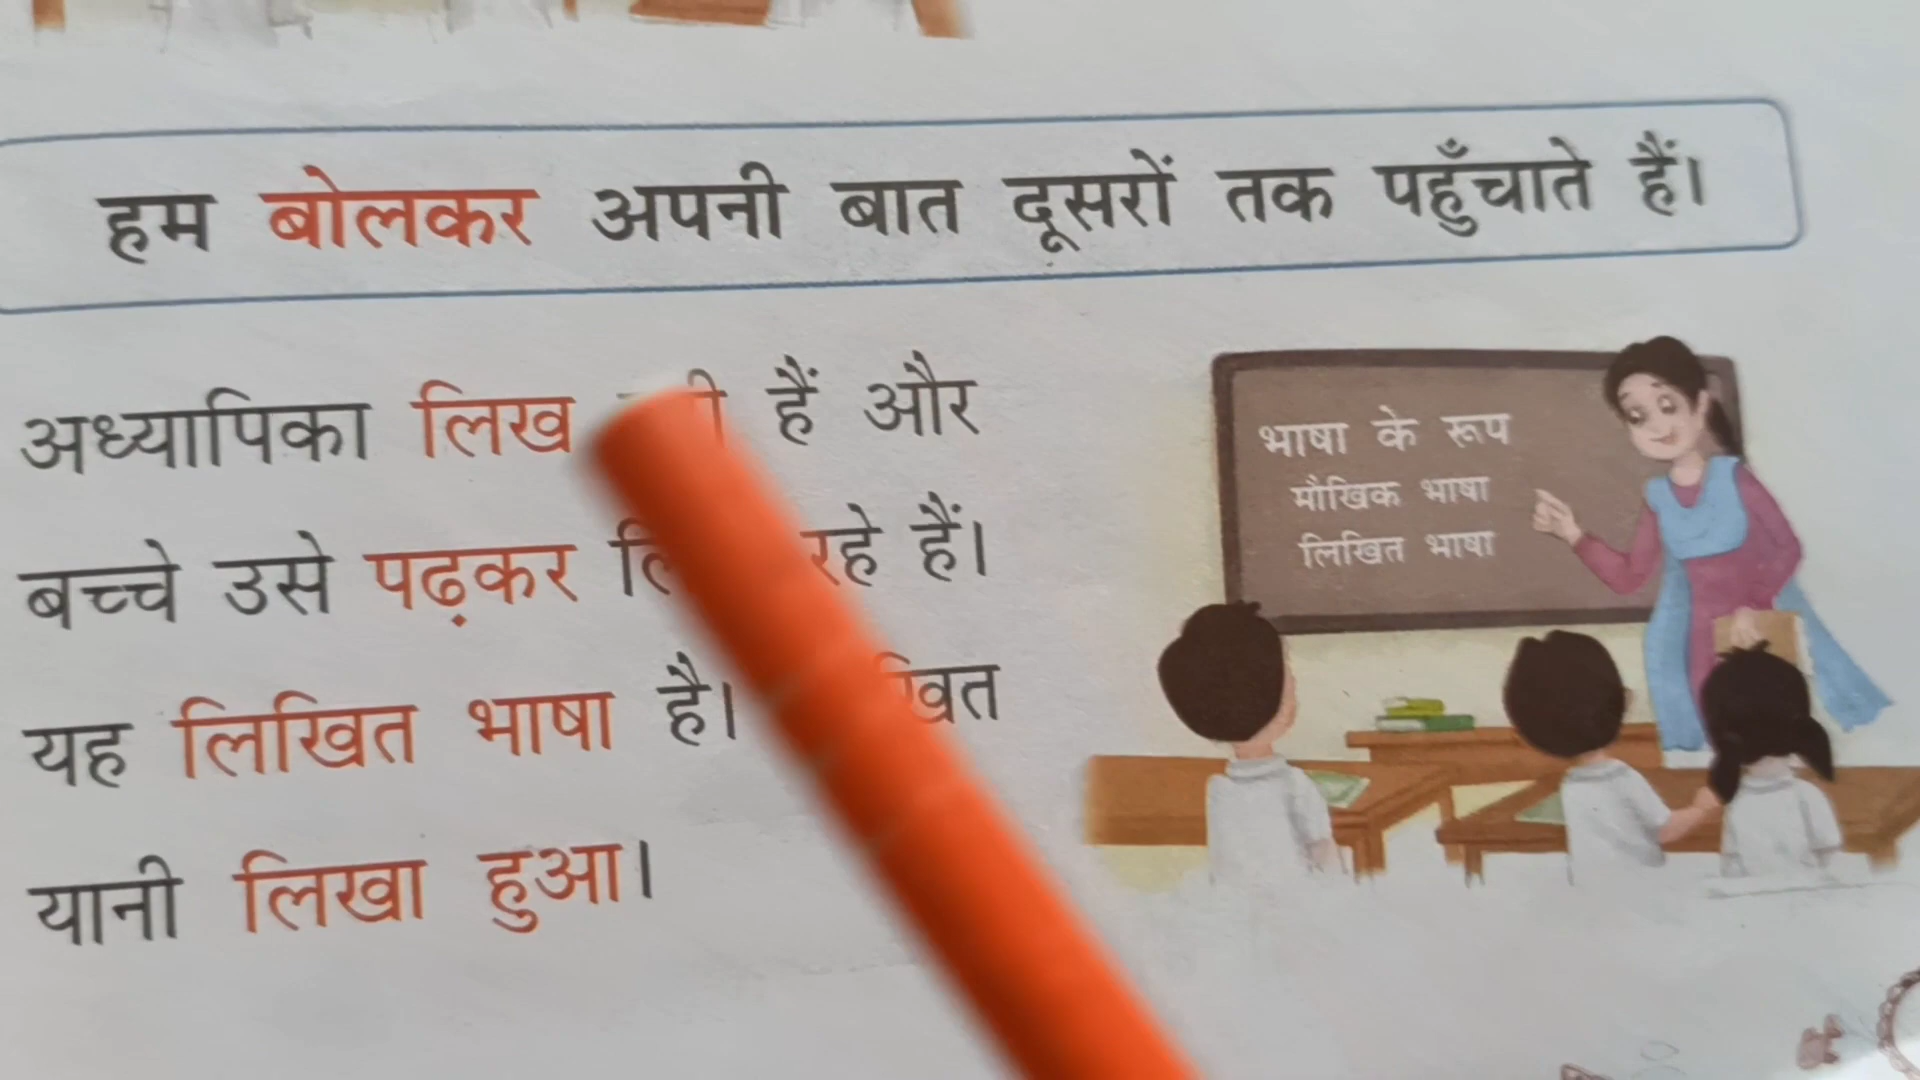 हम बोलकर अपनी बात दूसरों तक पहुँचाते हैं।
अध्यापिका लिख हैं और
बच्चे उसे पढ़कर रहे हैं।
यह लिखित भाषा है।
यानी लिखा हुआ।
भाषा के रूप
मौखिक भाषा
लिखित भाषा